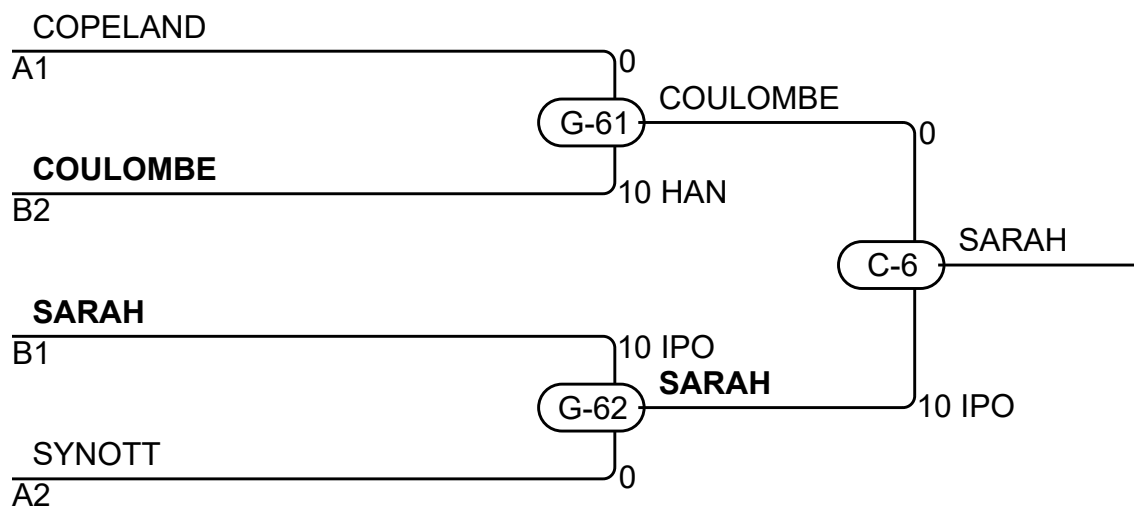 COPELAND
A1
0
G-61
COULOMBE
0
COULOMBE
B2
10 HAN
C-6
SARAH
SARAH
B1
10 IPO
SARAH
G-62
10 IPO
SYNOTT
A2
0